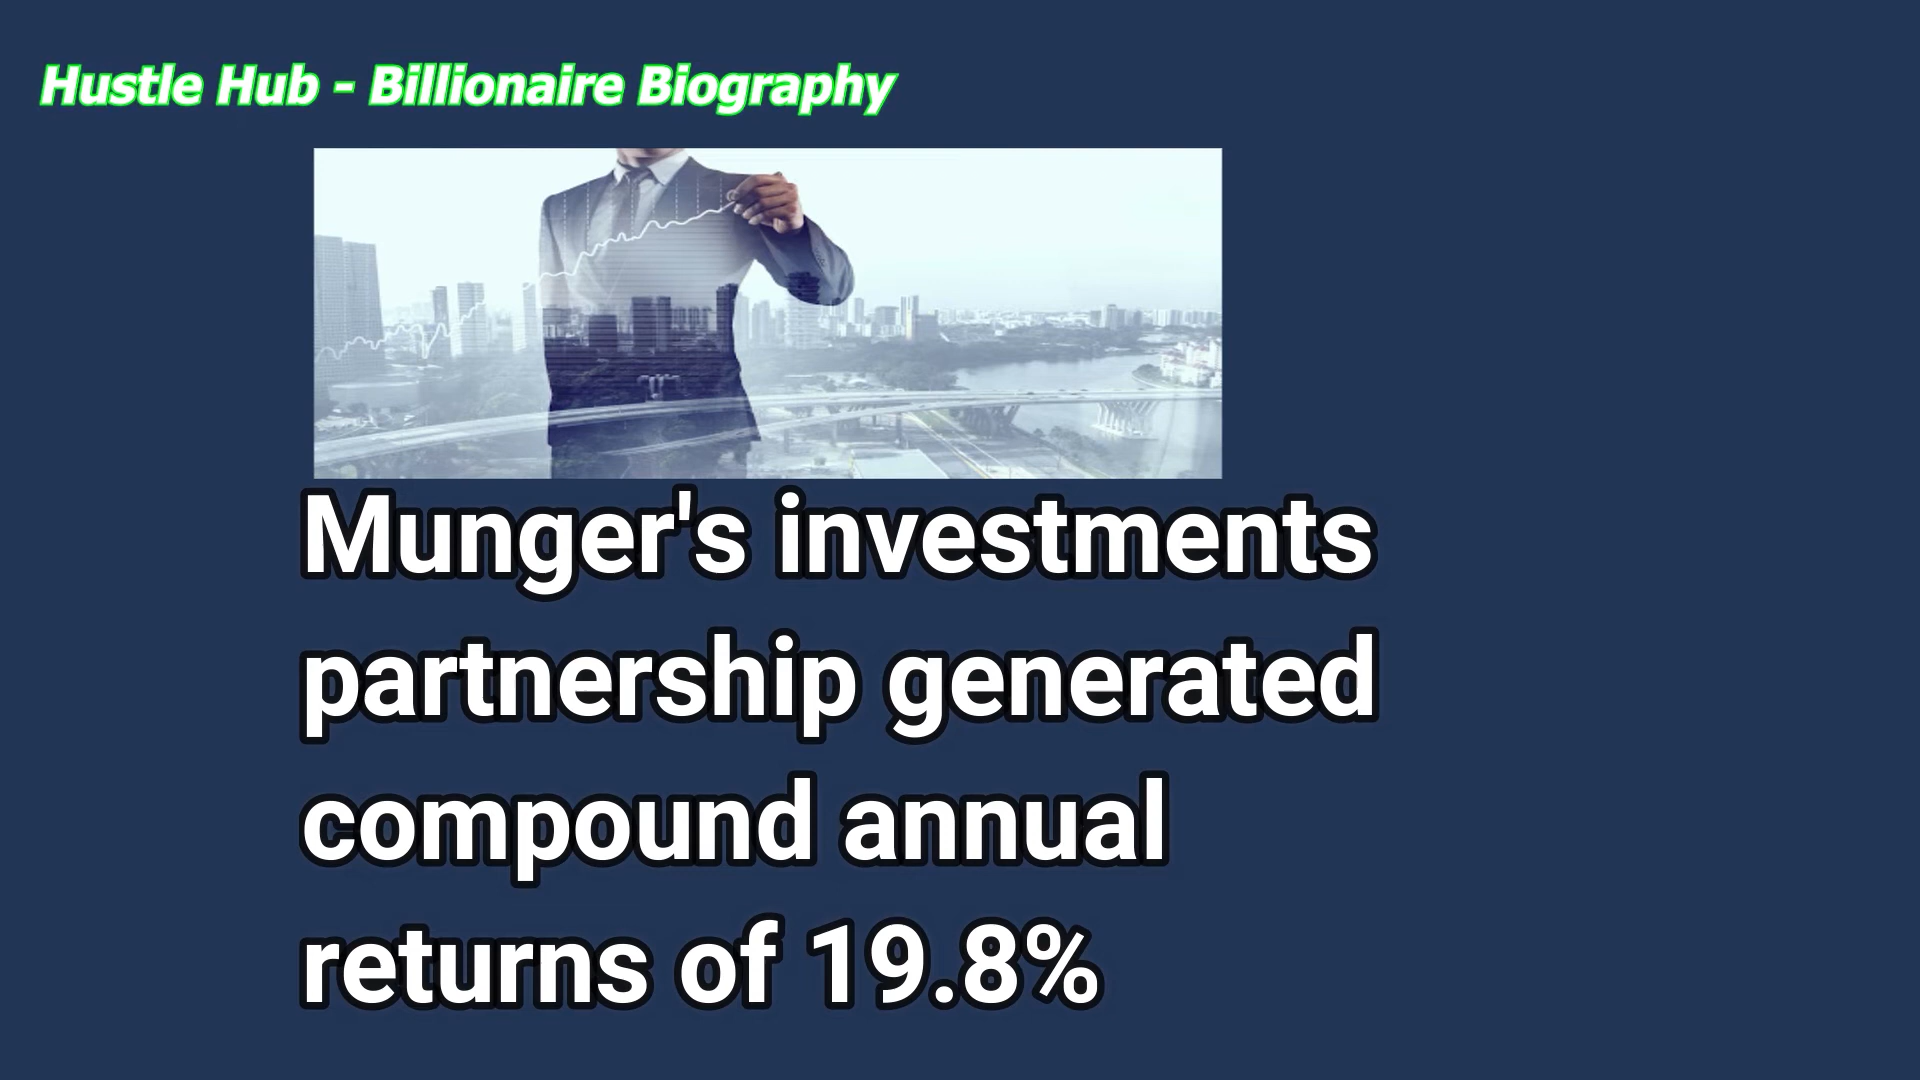 Hustle Hub - Billionaire Biography
Munger's investments
partnership generated
compound annual
returns of 19.8%